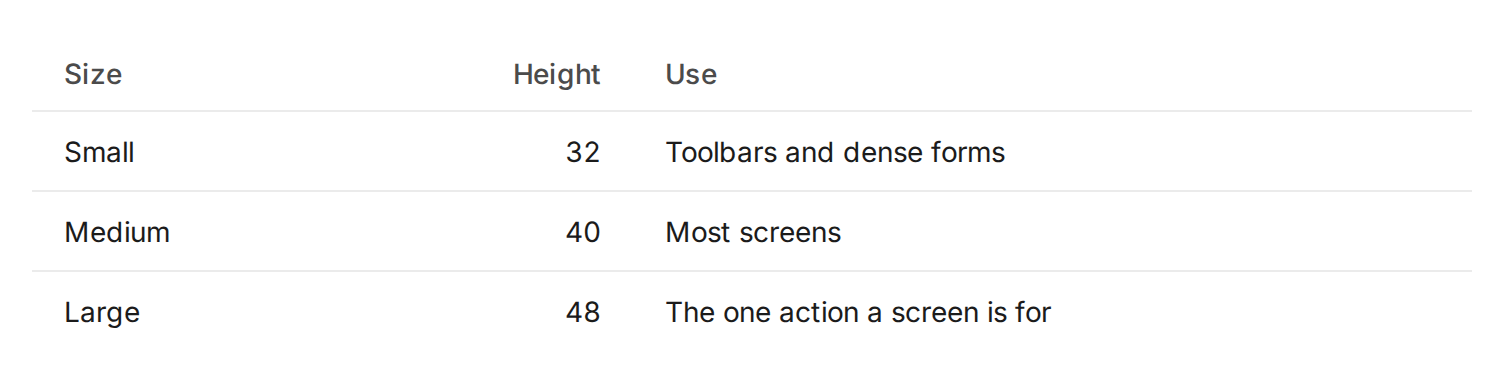 Size Height Use
Small 32 Toolbars and dense forms
Medium 40 Most screens
Large 48 The one action a screen is for